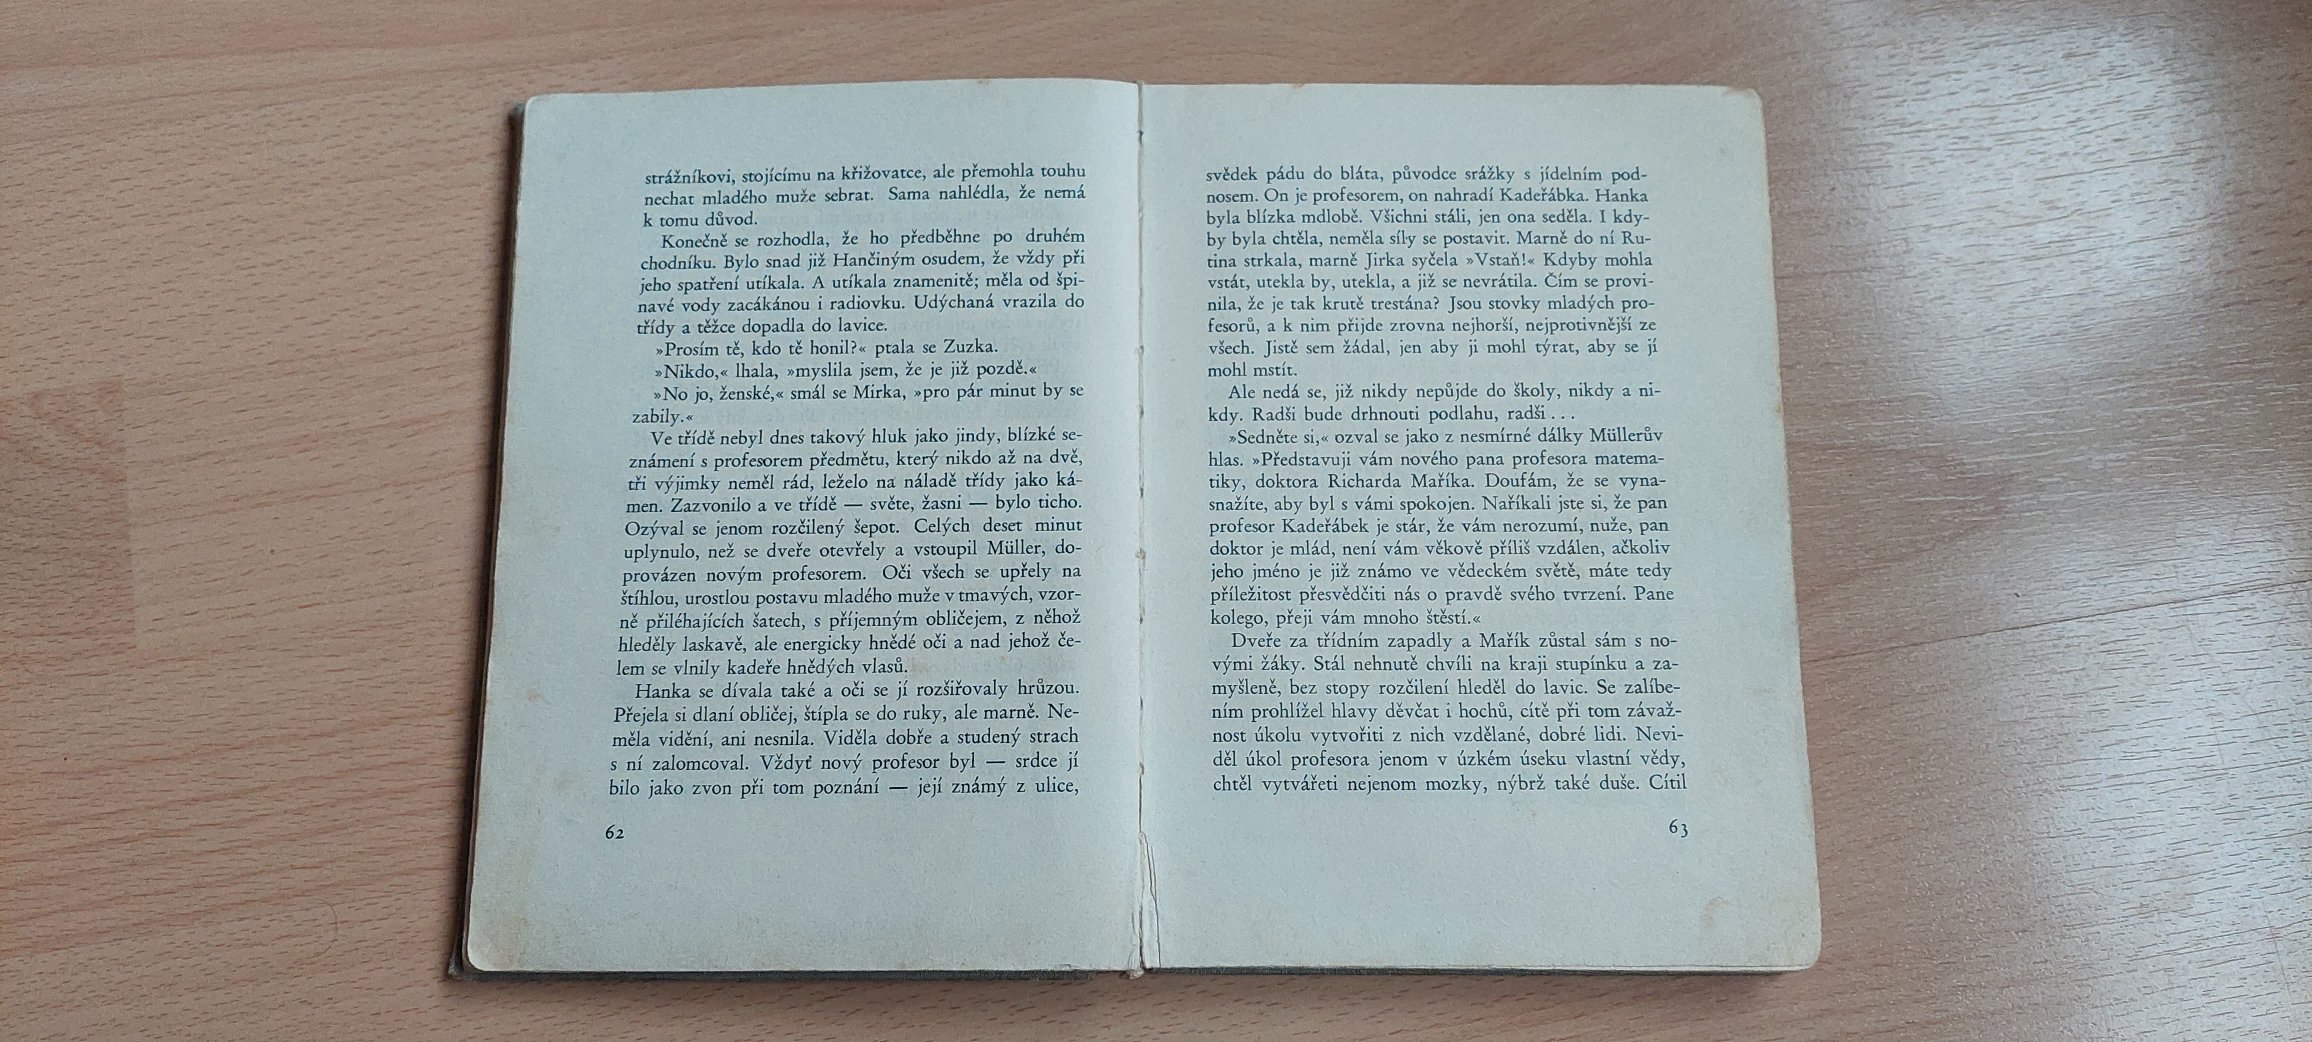 strážníkovi, stojícímu na křižovatce, ale přemohla touhu
nechat mladého muže sebrat. Sama nahlédla, že nemá
k tomu důvod.
Konečně se rozhodla, že ho předběhne po druhém
chodníku. Bylo snad již Hančiným osudem, že vždy při
jeho spatření utíkala. A utíkala znamenitě; měla od špi-
navé vody zacákánou i radiovku. Udýchaná vrazila do
třídy a těžce dopadla do lavice.
»Prosím tě, kdo tě honil?« ptala se Zuzka.
»Nikdo,« lhala, »myslila jsem, že je již pozdě.«
»No jo, ženské,« smál se Mirka, »pro pár minut by se
zabily.«
Ve třídě nebyl dnes takový hluk jako jindy, blízké se-
známení s profesorem předmětu, který nikdo až na dvě,
tři výjimky neměl rád, leželo na náladě třídy jako ká-
men. Zazvonilo a ve třídě — světe, žasni — bylo ticho.
Ozýval se jenom rozčilený šepot. Celých deset minut
uplynulo, než se dveře otevřely a vstoupil Müller, do-
provázen novým profesorem. Oči všech se upřely na
štíhlou, urostlou postavu mladého muže v tmavých, vzor-
ně přiléhajících šatech, s příjemným obličejem, z něhož
hleděly laskavě, ale energicky hnědé oči a nad jehož če-
lem se vlnily kadeře hnědých vlasů.
Hanka se dívala také a oči se jí rozšiřovaly hrůzou.
Přejela si dlaní obličej, štípla se do ruky, ale marně. Ne-
měla vidění, ani nesnila. Viděla dobře a studený strach
s ní zalomcoval. Vždyť nový profesor byl — srdce jí
bilo jako zvon při tom poznání — její známý z ulice,
62
svědek pádu do bláta, původce srážky s jídelním pod-
nosem. On je profesorem, on nahradí Kadeřábka. Hanka
byla blízka mdlobě. Všichni stáli, jen ona seděla. I kdy-
by byla chtěla, neměla síly se postavit. Marně do ní Ru-
tina strkala, marně Jirka syčela »Vstaň!« Kdyby mohla
vstát, utekla by, utekla, a již se nevrátila. Čím se provi-
nila, že je tak krutě trestána? Jsou stovky mladých pro-
fesorů, a k nim přijde zrovna nejhorší, nejprotivnější ze
všech. Jistě sem žádal, jen aby ji mohl týrat, aby se jí
mohl mstít.
Ale nedá se, již nikdy nepůjde do školy, nikdy a ni-
kdy. Radši bude drhnouti podlahu, radši . . .
»Sedněte si,« ozval se jako z nesmírné dálky Müllerův
hlas. »Představuji vám nového pana profesora matema-
tiky, doktora Richarda Maříka. Doufám, že se vyna-
snažíte, aby byl s vámi spokojen. Naříkali jste si, že pan
profesor Kadeřábek je stár, že vám nerozumí, nuže, pan
doktor je mlád, není vám věkově příliš vzdálen, ačkoliv
jeho jméno je již známo ve vědeckém světě, máte tedy
příležitost přesvědčiti nás o pravdě svého tvrzení. Pane
kolego, přeji vám mnoho štěstí.«
Dveře za třídním zapadly a Mařík zůstal sám s no-
vými žáky. Stál nehnutě chvíli na kraji stupínku a za-
myšleně, bez stopy rozčilení hleděl do lavic. Se zalíbe-
ním prohlížel hlavy děvčat i hochů, cítě při tom závaž-
nost úkolu vytvořiti z nich vzdělané, dobré lidi. Nevi-
děl úkol profesora jenom v úzkém úseku vlastní vědy,
chtěl vytvářeti nejenom mozky, nýbrž také duše. Cítil
63